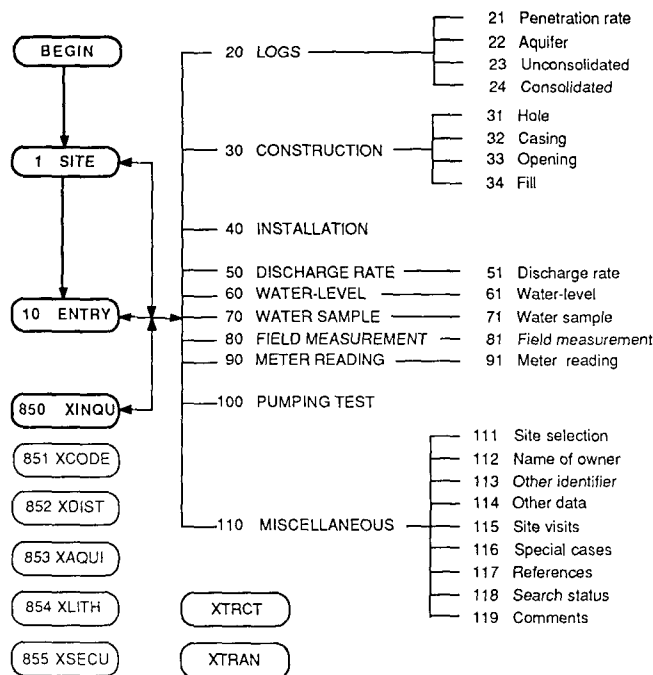 BEGIN
1 SITE
10 ENTRY
850 XINQU
851 XCODE
852 XDIST
853 XAQUI
854 XLITH
855 XSECU
20 LOGS
30 CONSTRUCTION
40 INSTALLATION
50 DISCHARGE RATE
60 WATER-LEVEL
70 WATER SAMPLE
80 FIELD MEASUREMENT
90 METER READING
100 PUMPING TEST
110 MISCELLANEOUS
XTRCT
XTRAN
21 Penetration rate
22 Aquifer
23 Unconsolidated
24 Consolidated
31 Hole
32 Casing
33 Opening
34 Fill
51 Discharge rate
61 Water-level
71 Water sample
81 Field measurement
91 Meter reading
111 Site selection
112 Name of owner
113 Other identifier
114 Other data
115 Site visits
116 Special cases
117 References
118 Search status
119 Comments